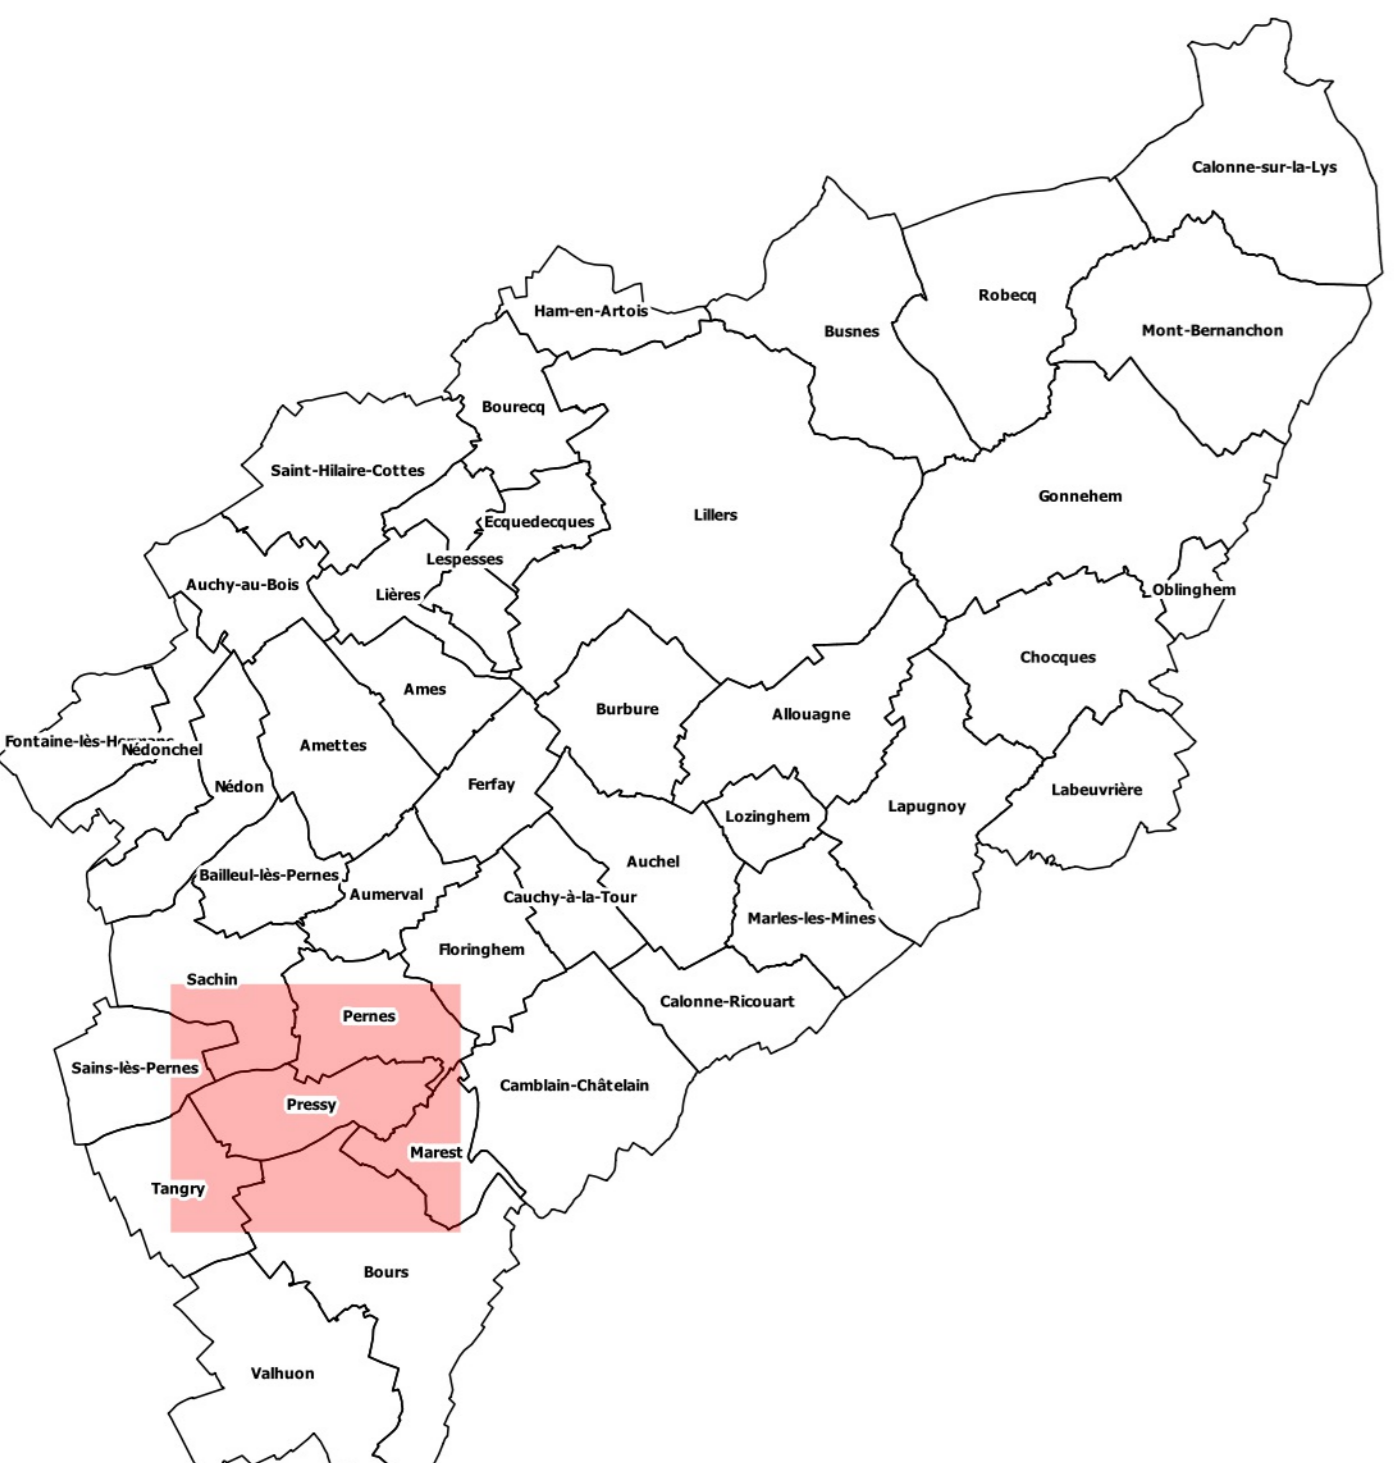 Calonne-sur-la-Lys
Robecq
Ham-en-Artois
Busnes
Mont-Bernanchon
Bourecq
Saint-Hilaire-Cottes
Gonnehem
Lillers
Ecquedecques
Lespesses
Auchy-au-Bois
Oblinghem
Lières
Chocques
Ames
Burbure
Allouagne
Fontaine-lès-
Nédonchel
Amettes
Nédon
Ferfay
Labeuvrière
Lapugnoy
Lozinghem
Auchel
Bailleul-lès-Pernes
Aumerval
Cauchy-à-la-Tour
Marles-les-Mines
Floringhem
Sachin
Calonne-Ricouart
Pernes
Sains-lès-Pernes
Camblain-Châtelain
Pressy
Marest
Tangry
Bours
Valhuon